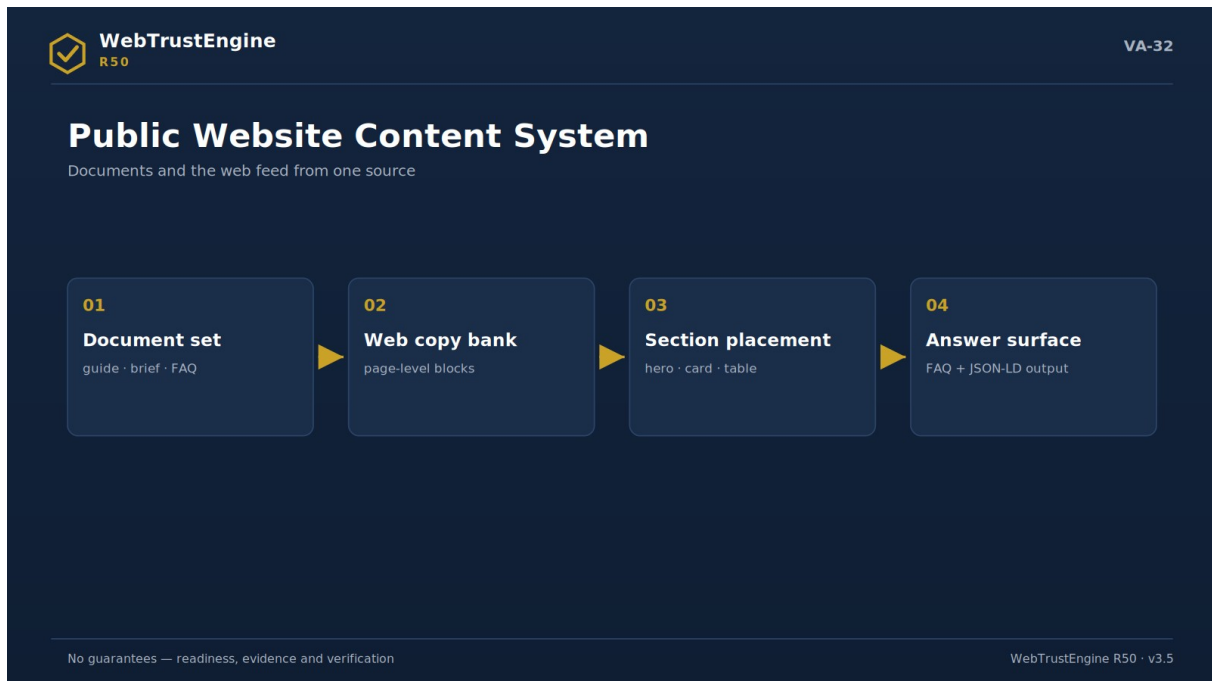 WebTrustEngine
R50
VA-32
Public Website Content System
Documents and the web feed from one source
01
Document set
guide · brief · FAQ
02
Web copy bank
page-level blocks
03
Section placement
hero · card · table
04
Answer surface
FAQ + JSON-LD output
No guarantees — readiness, evidence and verification
WebTrustEngine R50 · v3.5